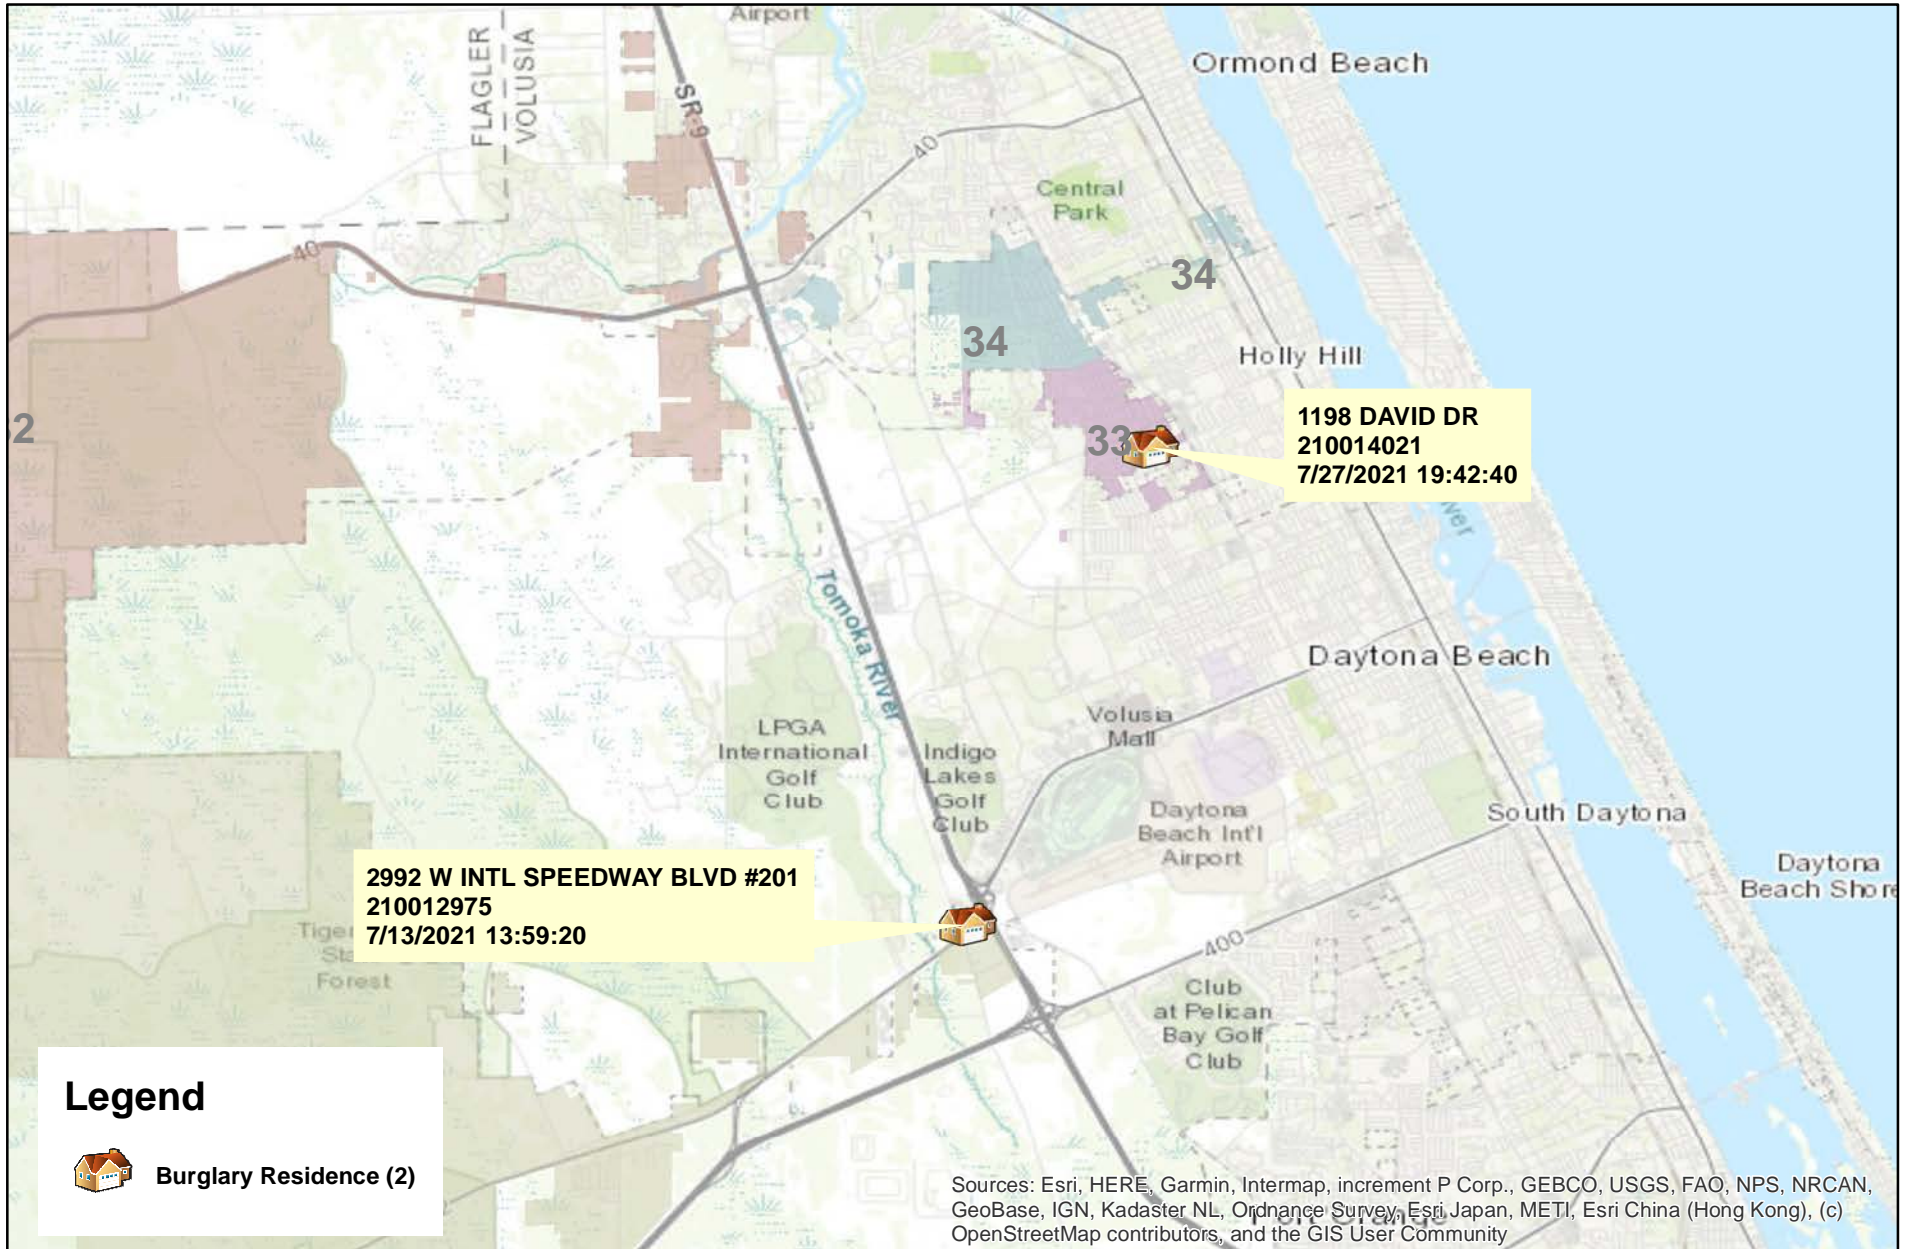 Airport
Ormond Beach
FLAGLER
VOLUSIA
SR-9
40
Central
Park
40
34
34
Holly Hill
33
1198 DAVID DR
210014021
7/27/2021 19:42:40
Tomoka River
Daytona Beach
Volusia
Mall
LPGA
International
Golf
Club
Indigo
Lakes
Golf
Club
Daytona
Beach Int'l
Airport
South Daytona
Daytona
2992 W INTL SPEEDWAY BLVD #201
210012975
7/13/2021 13:59:20
Forest
400
Club
at Pelican
Bay Golf
Club
Legend
Burglary Residence (2)
Port Orange
Sources: Esri, HERE, Garmin, Intermap, increment P Corp., GEBCO, USGS, FAO, NPS, NRCAN,
GeoBase, IGN, Kadaster NL, Ordnance Survey, Esri Japan, METI, Esri China (Hong Kong), (c)
OpenStreetMap contributors, and the GIS User Community